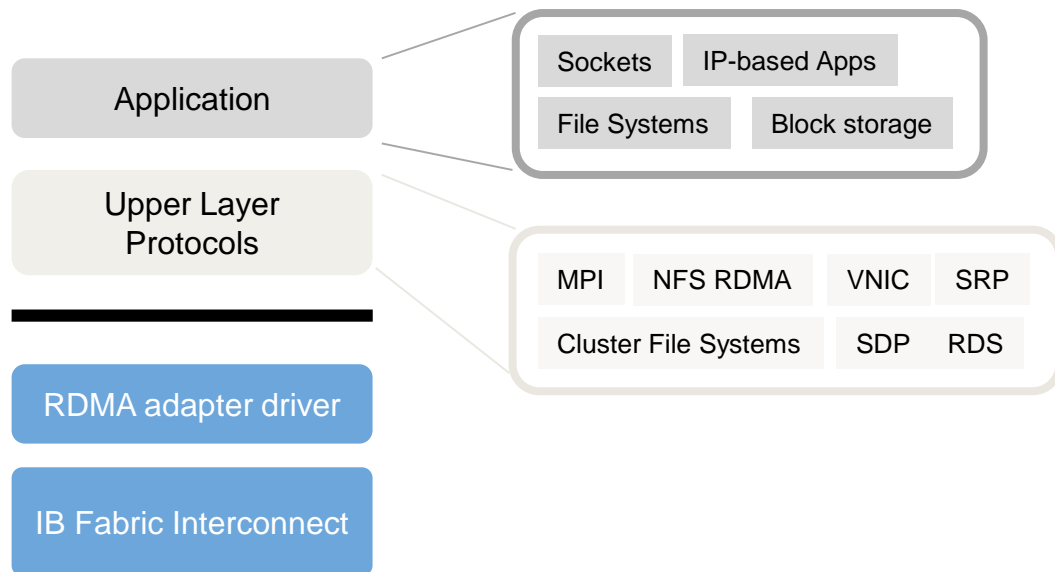 Application
Sockets
IP-based Apps
File Systems
Block storage
Upper Layer
Protocols
MPI
NFS RDMA
VNIC
SRP
Cluster File Systems
SDP
RDS
RDMA adapter driver
IB Fabric Interconnect